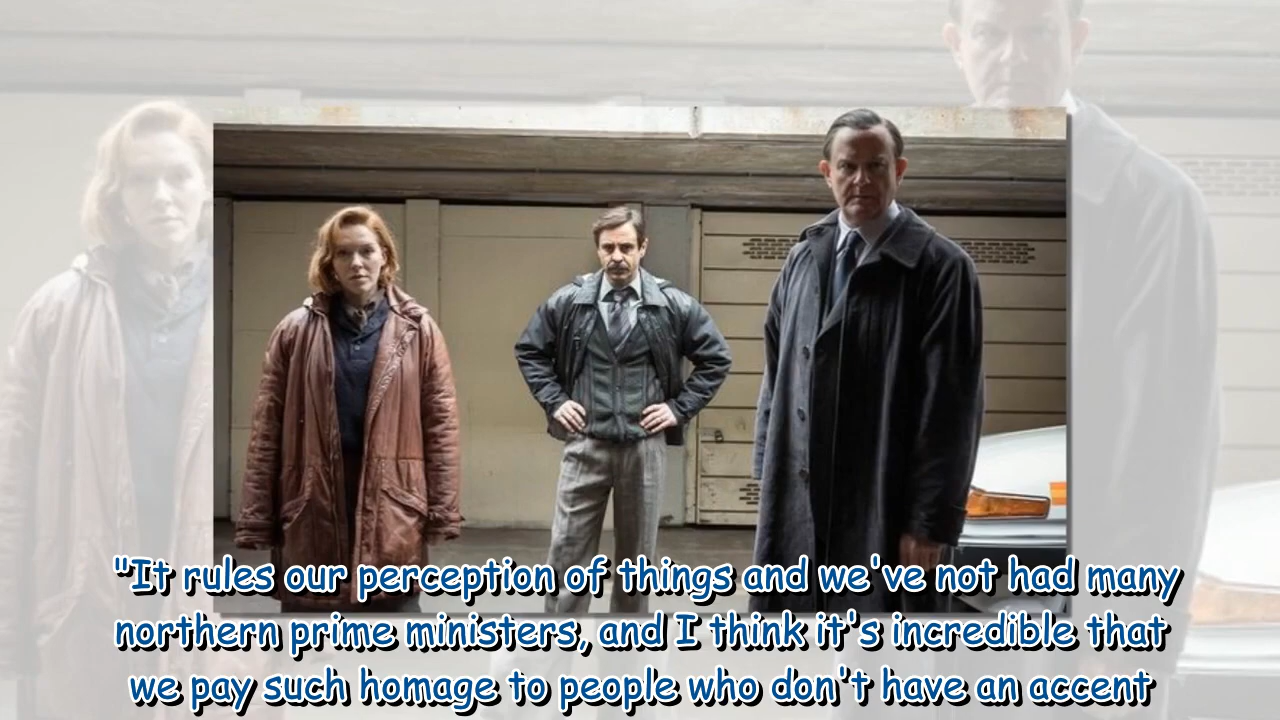 "It rules our perception of things and we've not had many
northern prime ministers, and I think it's incredible that
we pay such homage to people who don't have an accent